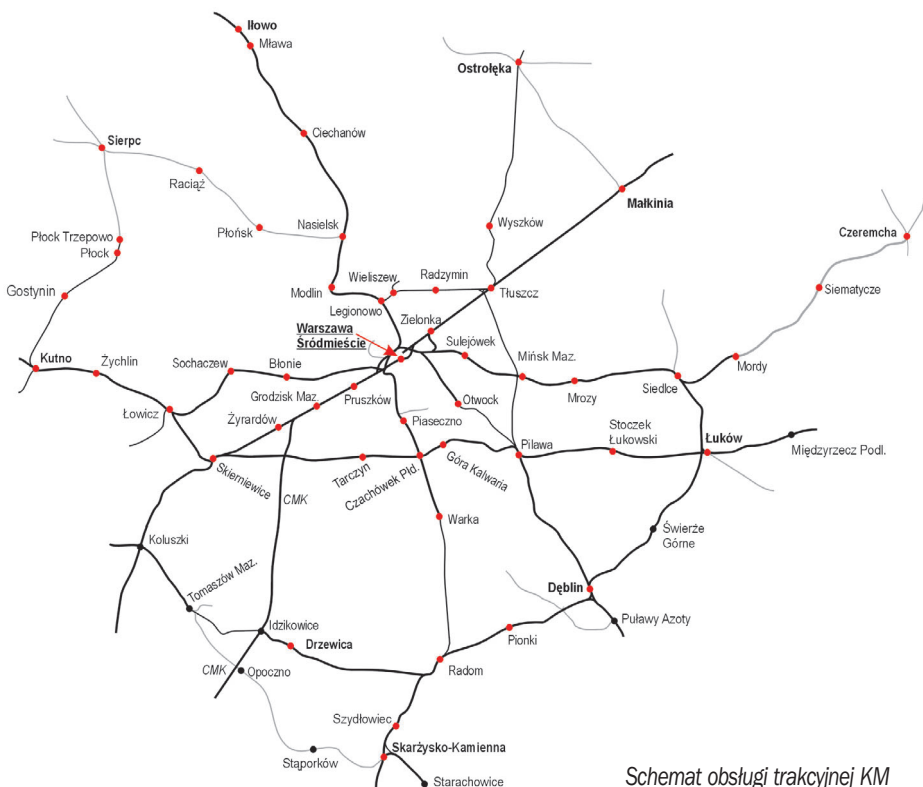 Iłowo
Mława
Ostrołęka
Ciechanów
Sierpc
Raciąż
Małkinia
Płońsk
Nasielsk
Wyszków
Czeremcha
Płock Trzepowo
Płock
Gostynin
Modlin
Wieliszew
Radzymin
Legionowo
Tłuszcz
Siematycze
Zielonka
Warszawa
Śródmieście
Sulejówek
Kutno
Żychlin
Sochaczew
Błonie
Mińsk Maz.
Mordy
Grodzisk Maz.
Pruszków
Mrozy
Siedlce
Otwock
Łowicz
Żyrardów
Piaseczno
Pilawa
Stoczek
Łukowski
Łuków
Międzyrzecz Podl.
Skierniewice
Tarczyn
Czachówek Płd.
Góra Kalwaria
CMK
Warka
Koluszki
Świerże
Górne
Tomaszów Maz.
Dęblin
Idzikowice
Drzewica
Pionki
Puławy Azoty
CMK
Opoczno
Radom
Szydłowiec
Stąporków
Skarżysko-Kamienna
Starachowice
Schemat obsługi trakcyjnej KM